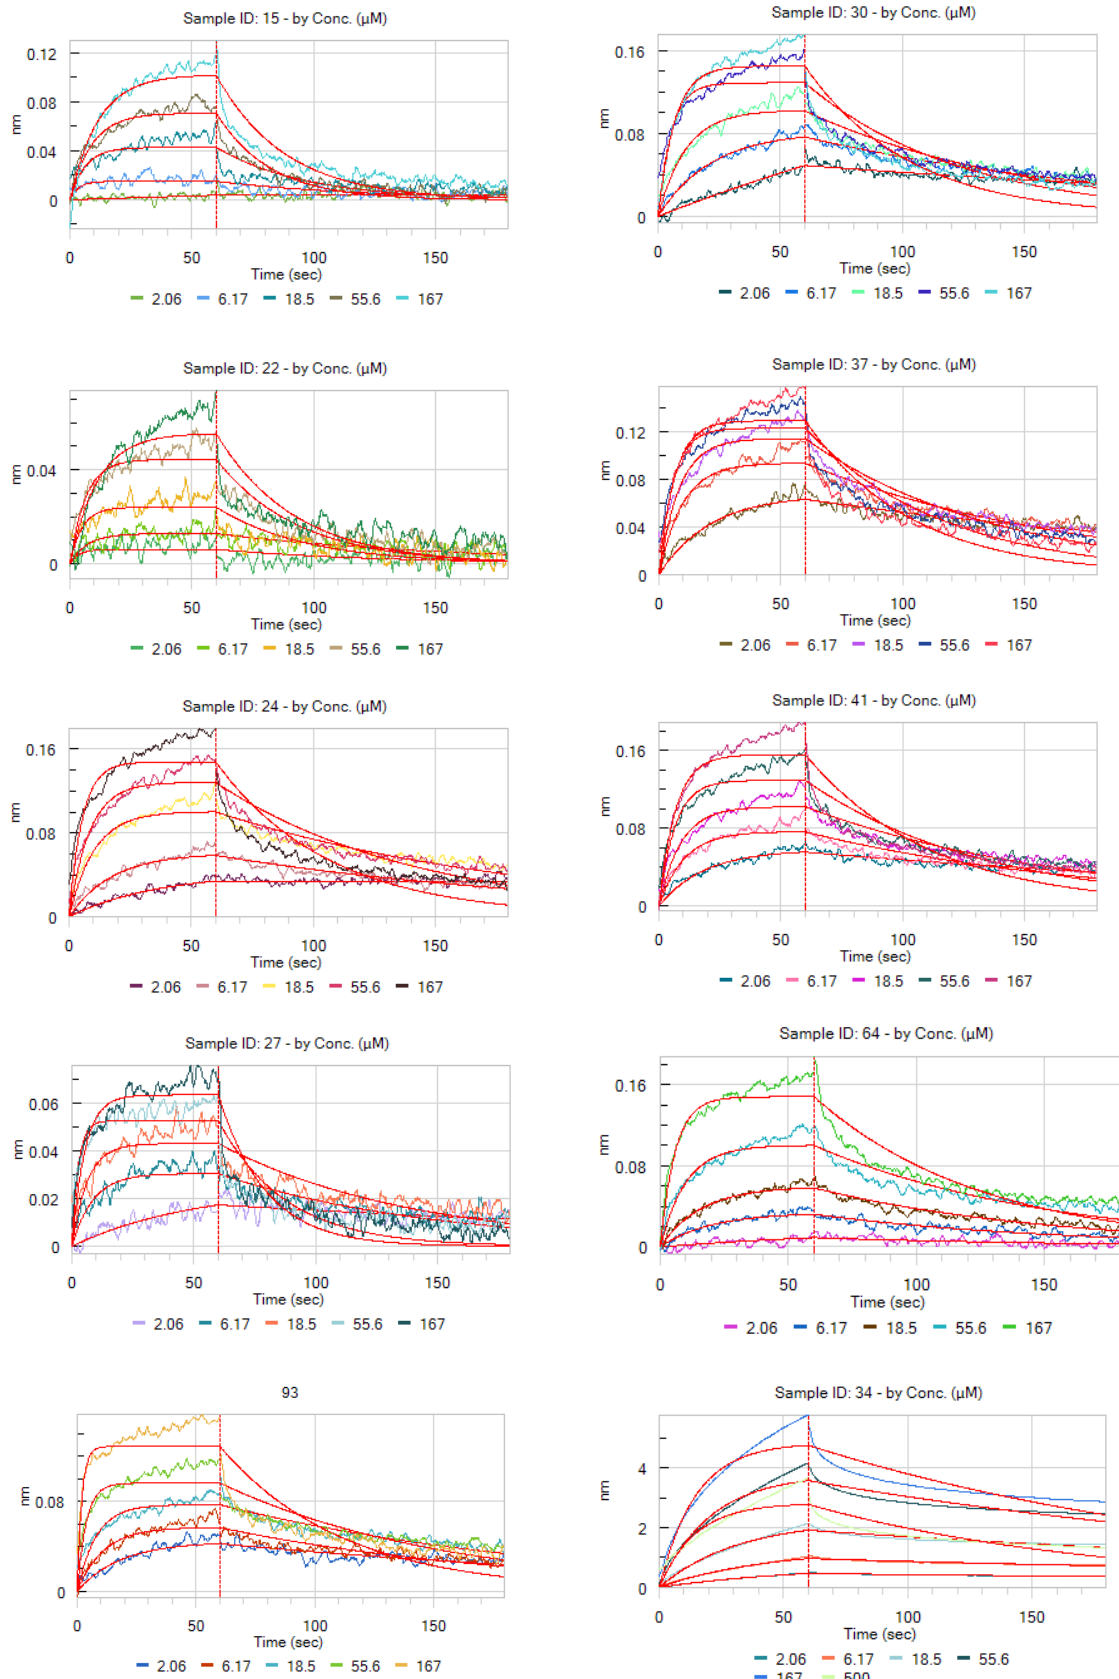 Sample ID: 15 - by Conc. (µM)
0.12
0.08
0.04
0
nm
0 50 100 150
Time (sec)
2.06 6.17 18.5 55.6 167
Sample ID: 30 - by Conc. (µM)
0.16
0.08
0
nm
0 50 100 150
Time (sec)
2.06 6.17 18.5 55.6 167
Sample ID: 22 - by Conc. (µM)
0.04
0
nm
0 50 100 150
Time (sec)
2.06 6.17 18.5 55.6 167
Sample ID: 37 - by Conc. (µM)
0.12
0.08
0.04
0
nm
0 50 100 150
Time (sec)
2.06 6.17 18.5 55.6 167
Sample ID: 24 - by Conc. (µM)
0.16
0.08
0
nm
0 50 100 150
Time (sec)
2.06 6.17 18.5 55.6 167
Sample ID: 41 - by Conc. (µM)
0.16
0.08
0
nm
0 50 100 150
Time (sec)
2.06 6.17 18.5 55.6 167
Sample ID: 27 - by Conc. (µM)
0.06
0.04
0.02
0
nm
0 50 100 150
Time (sec)
2.06 6.17 18.5 55.6 167
Sample ID: 64 - by Conc. (µM)
0.16
0.08
0
nm
0 50 100 150
Time (sec)
2.06 6.17 18.5 55.6 167
93
0.08
0
nm
0 50 100 150
Time (sec)
2.06 6.17 18.5 55.6 167
Sample ID: 34 - by Conc. (µM)
4
2
0
nm
0 50 100 150
Time (sec)
2.06 6.17 18.5 55.6
167 500